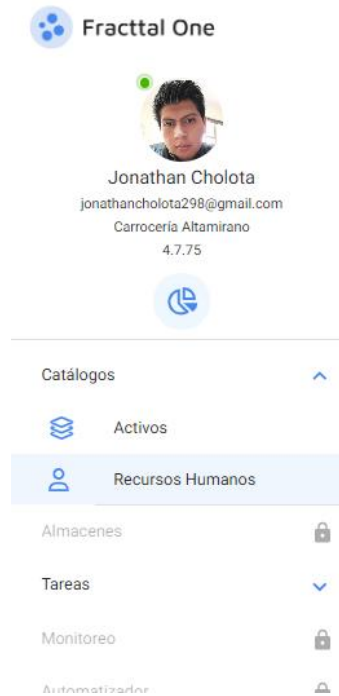 Fracttal One
Jonathan Cholota
jonathancholota298@gmail.com
Carrocería Altamirano
4.7.75
Catálogos
Activos
Recursos Humanos
Almacenes
Tareas
Monitoreo
Automatizador